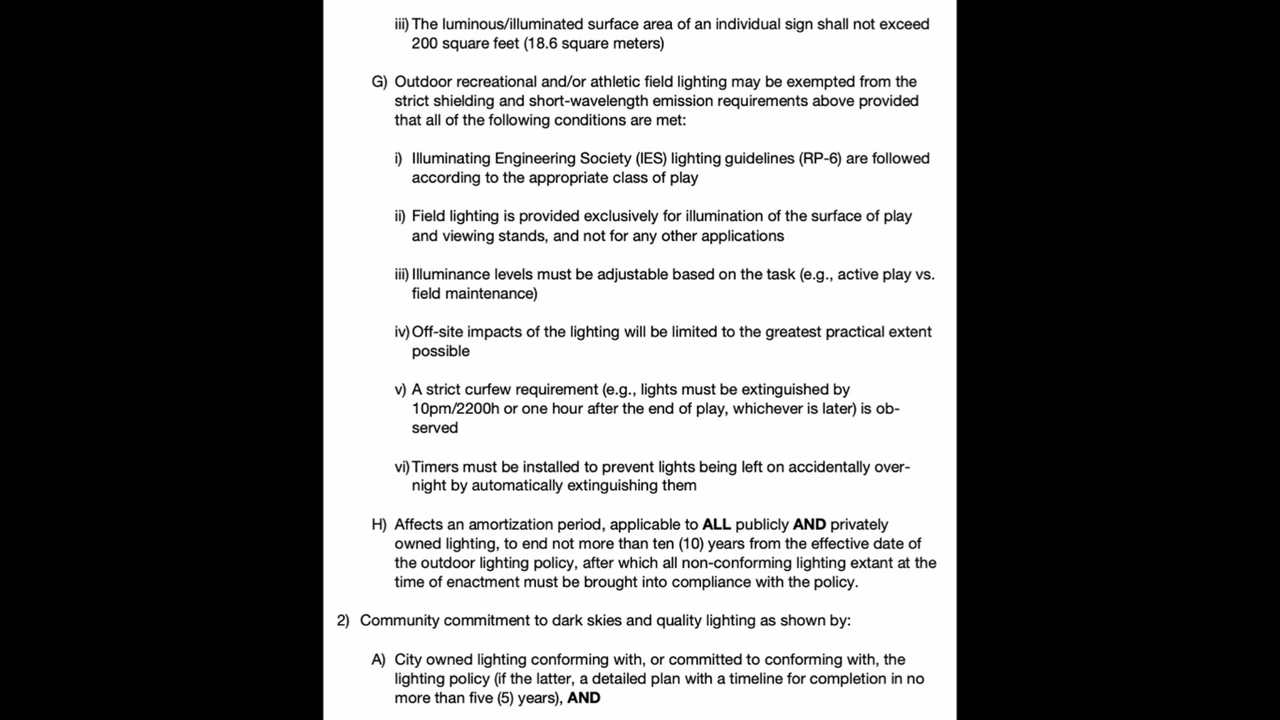 iii) The luminous/illuminated surface area of an individual sign shall not exceed
200 square feet (18.6 square meters)
G) Outdoor recreational and/or athletic field lighting may be exempted from the
strict shielding and short-wavelength emission requirements above provided
that all of the following conditions are met:
i) Illuminating Engineering Society (IES) lighting guidelines (RP-6) are followed
according to the appropriate class of play
ii) Field lighting is provided exclusively for illumination of the surface of play
and viewing stands, and not for any other applications
iii) Illuminance levels must be adjustable based on the task (e.g., active play vs.
field maintenance)
iv) Off-site impacts of the lighting will be limited to the greatest practical extent
possible
v) A strict curfew requirement (e.g., lights must be extinguished by
10pm/2200h or one hour after the end of play, whichever is later) is ob-
served
vi) Timers must be installed to prevent lights being left on accidentally over-
night by automatically extinguishing them
H) Affects an amortization period, applicable to ALL publicly AND privately
owned lighting, to end not more than ten (10) years from the effective date of
the outdoor lighting policy, after which all non-conforming lighting extant at the
time of enactment must be brought into compliance with the policy.
2) Community commitment to dark skies and quality lighting as shown by:
A) City owned lighting conforming with, or committed to conforming with, the
lighting policy (if the latter, a detailed plan with a timeline for completion in no
more than five (5) years), AND